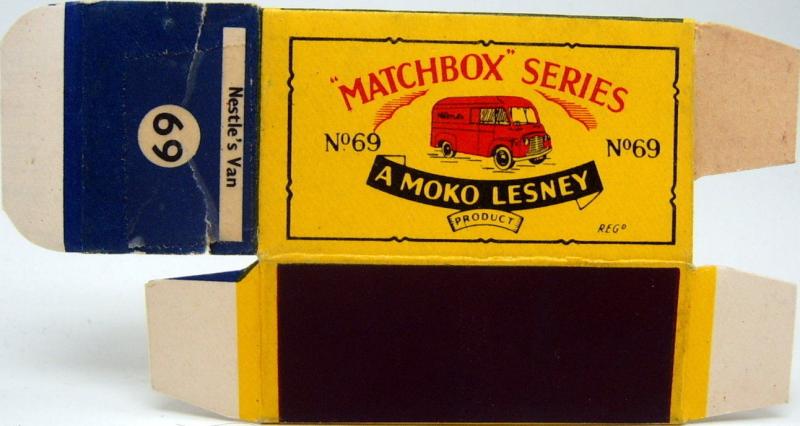 Nestle's Van
69
"MATCHBOX" SERIES
Nº69
Nº69
A MOKO LESNEY
PRODUCT
REGD